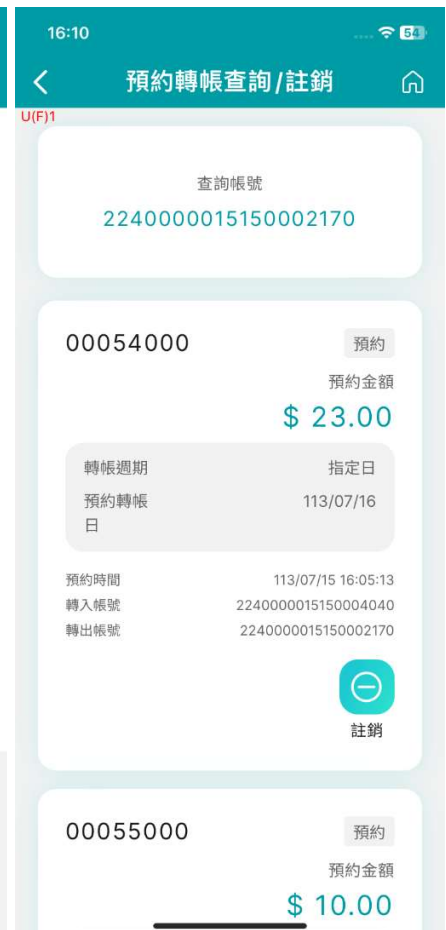 16:10
54
預約轉帳查詢/註銷
U(F)1
查詢帳號
2240000015150002170
00054000 預約
預約金額
$ 23.00
轉帳週期 指定日
預約轉帳 113/07/16
日
預約時間 113/07/15 16:05:13
轉入帳號 2240000015150004040
轉出帳號 2240000015150002170
註銷
00055000 預約
預約金額
$ 10.00